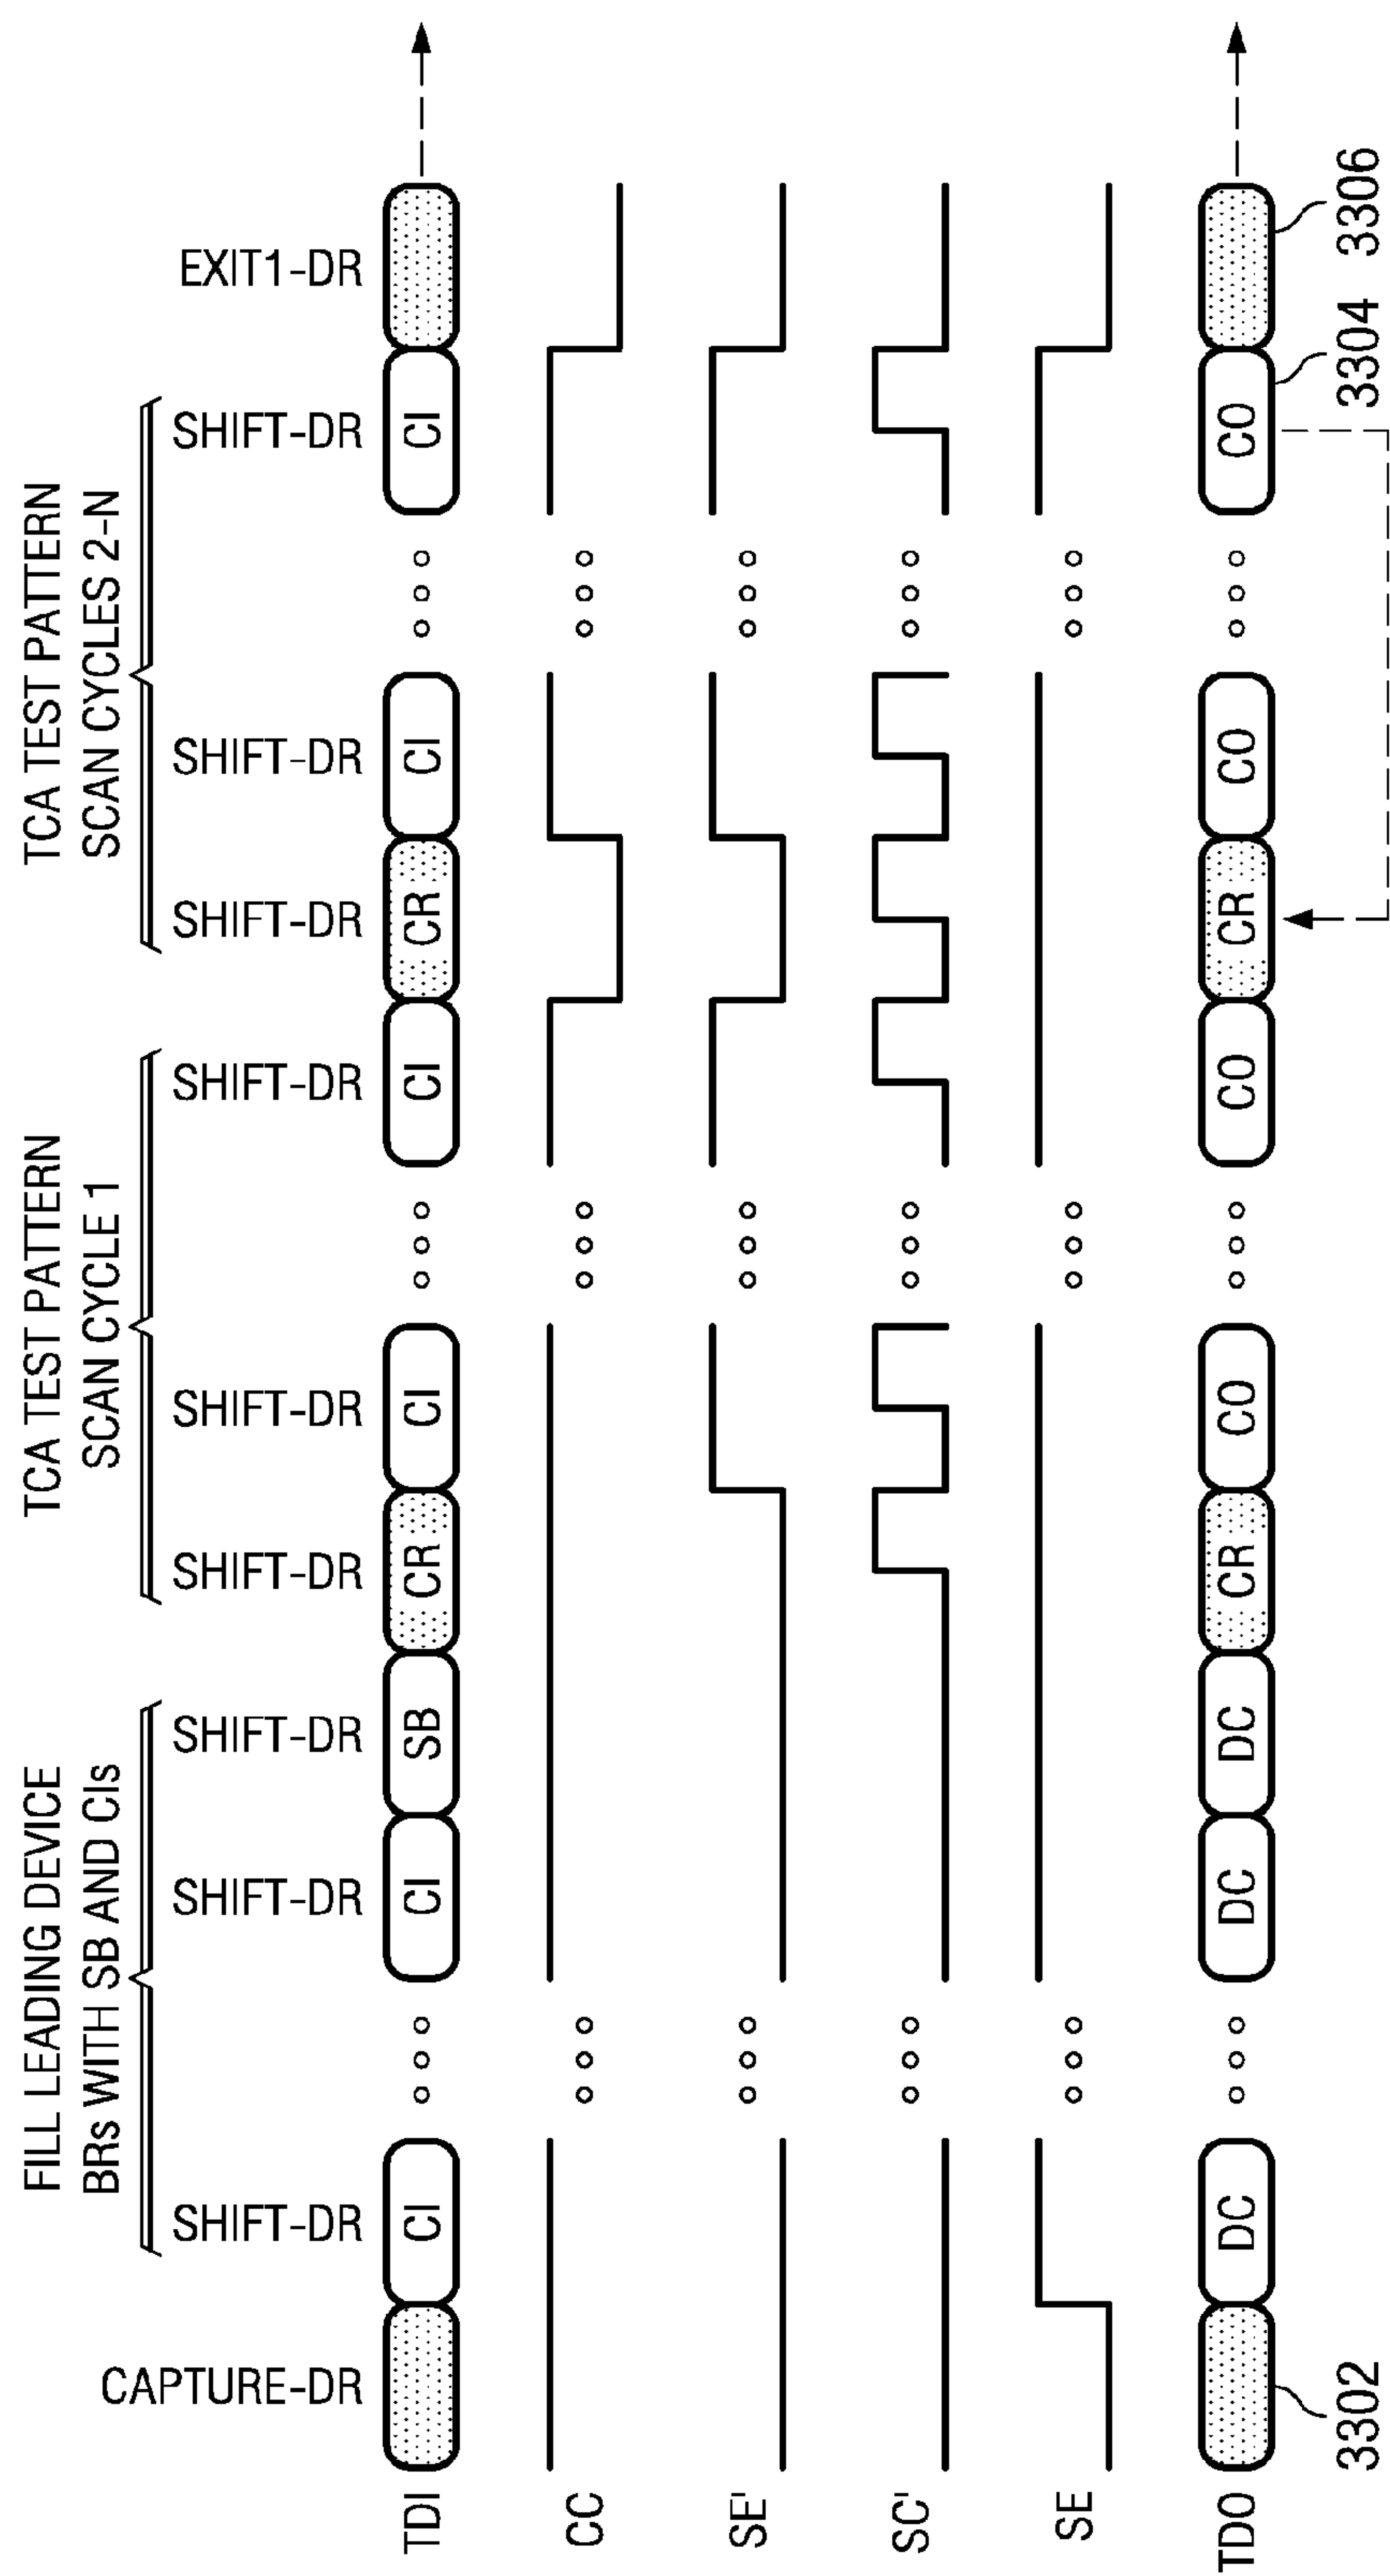 FILL LEADING DEVICE
BRs WITH SB AND CIs
TCA TEST PATTERN
SCAN CYCLE 1
TCA TEST PATTERN
SCAN CYCLES 2-N
CAPTURE-DR
SHIFT-DR
SHIFT-DR
SHIFT-DR
SHIFT-DR
SHIFT-DR
SHIFT-DR
SHIFT-DR
SHIFT-DR
SHIFT-DR
EXIT1-DR
TDI
CI
CI
SB
CR
CI
CI
CR
CI
CI
CC
SE'
SC'
SE
TDO
DC
DC
DC
CR
CO
CO
CR
CO
CO
3302
3304
3306